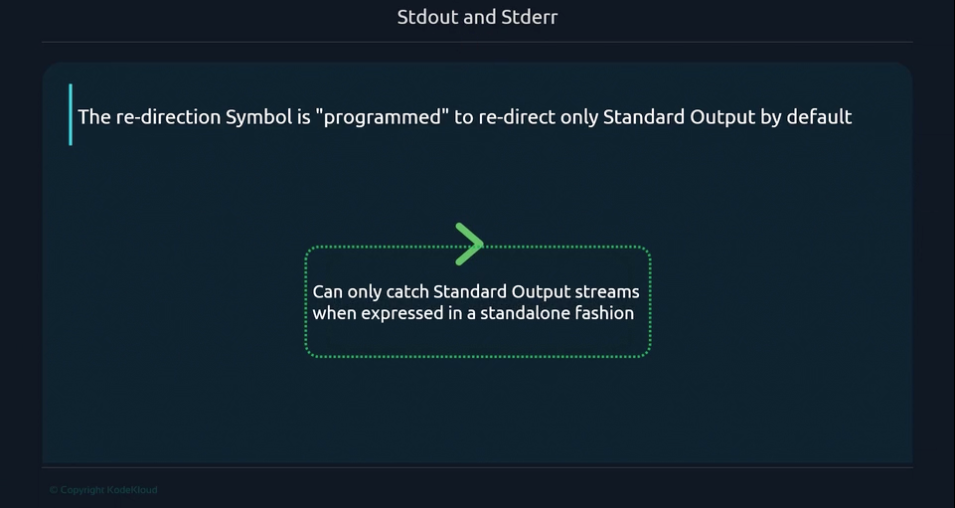 Stdout and Stderr
The re-direction Symbol is "programmed" to re-direct only Standard Output by default
>
Can only catch Standard Output streams
when expressed in a standalone fashion
© Copyright KodeKloud